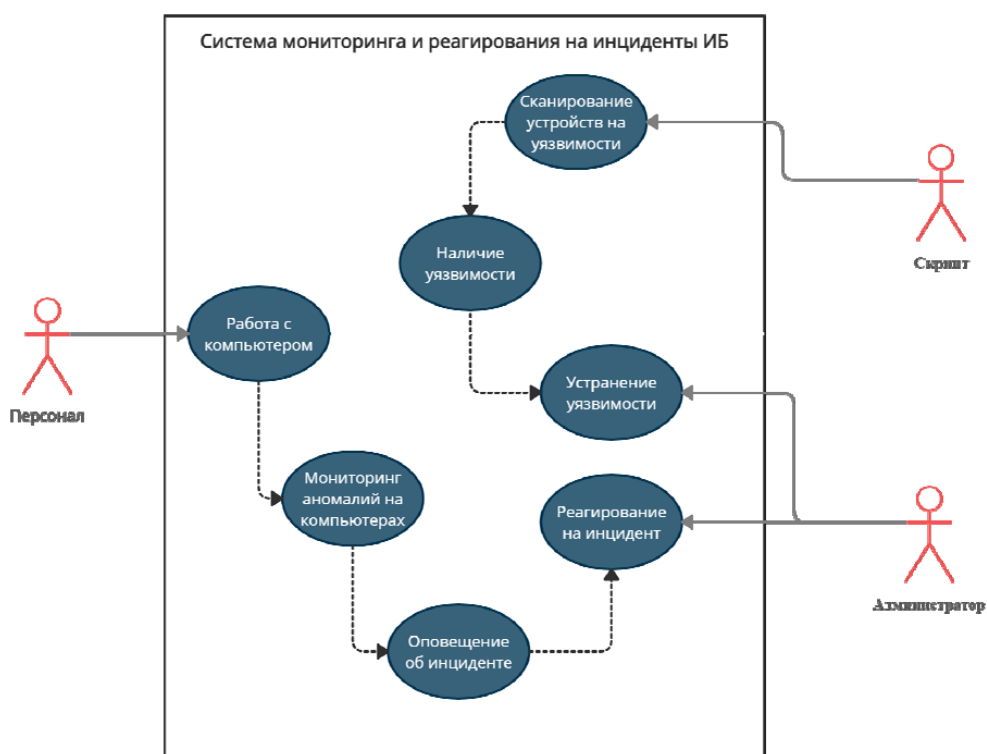 Система мониторинга и реагирования на инциденты ИБ
Сканирование
устройств на
уязвимости
Скрипт
Наличие
уязвимости
Работа с
компьютером
Персонал
Устранение
уязвимости
Мониторинг
аномалий на
компьютерах
Реагирование
на инцидент
Администратор
Оповещение
об инциденте